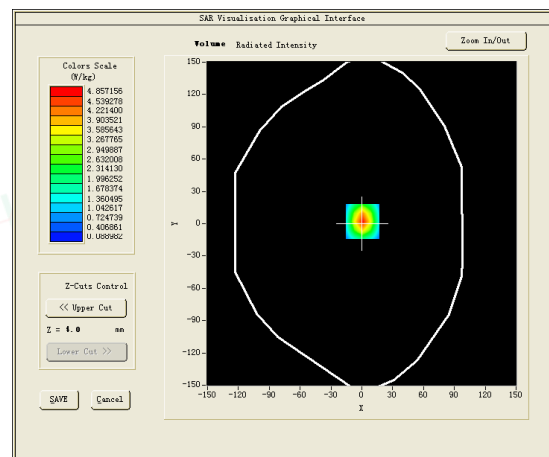 SAR Visualisation Graphical Interface
Volume Radiated Intensity
Zoom In/Out
Colors Scale
(W/kg)
4.857156
4.539278
4.221400
3.903521
3.585643
3.267765
2.949887
2.632008
2.314130
1.996252
1.678374
1.360495
1.042617
0.724739
0.406861
0.088982
Z-Cuts Control
<< Upper Cut
Z = 4.0 mm
Lower Cut >>
SAVE Cancel
150
120
90
60
30
0
-30
-60
-90
-120
-150
Y
-150 -120 -90 -60 -30 0 30 60 90 120 150
X